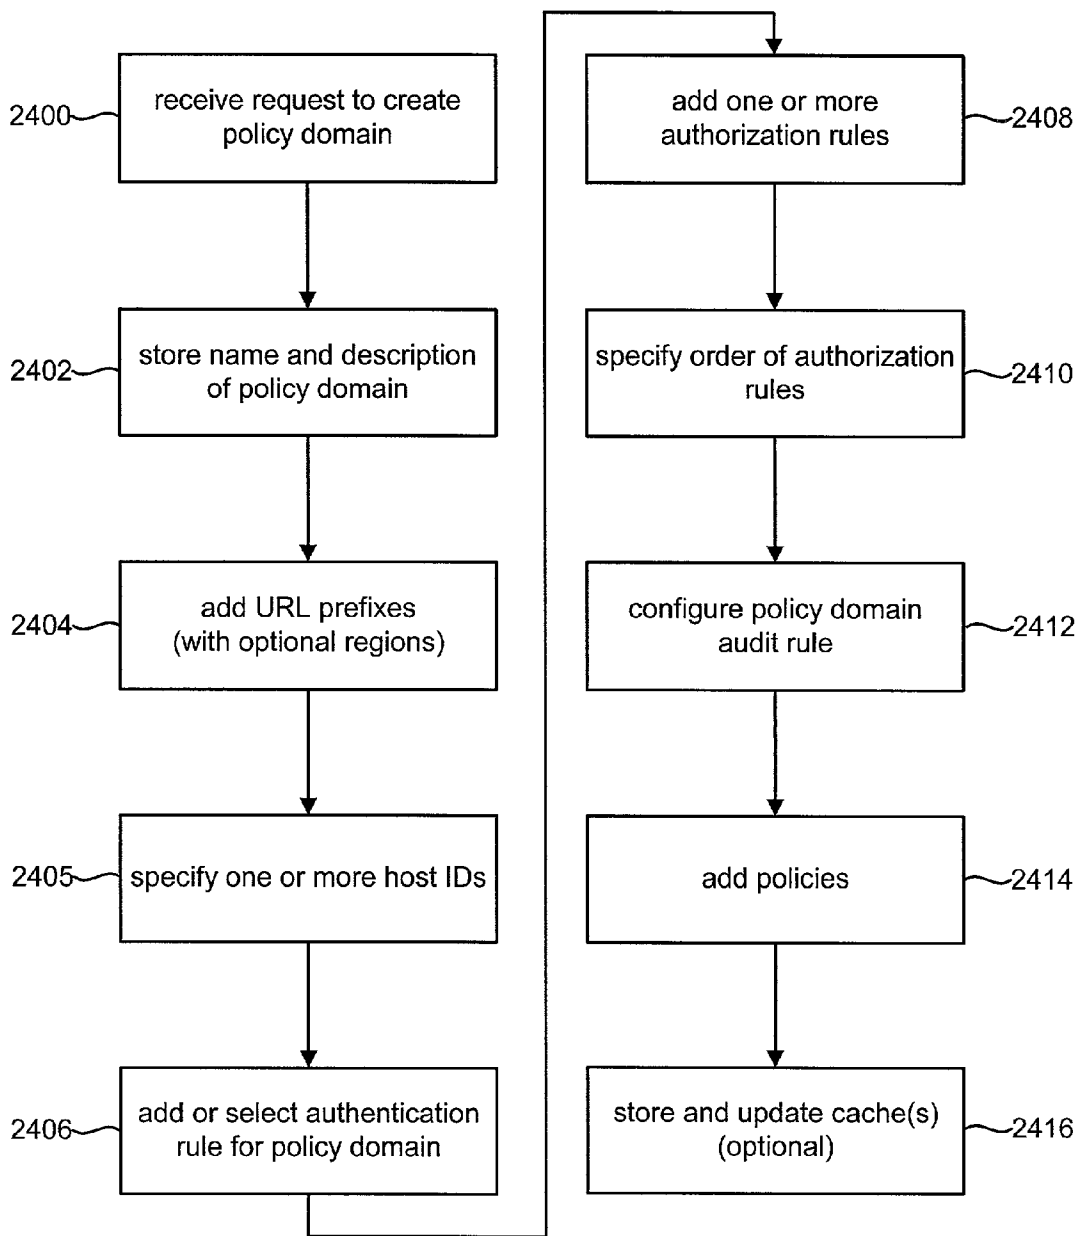 2400
receive request to create
policy domain
2402
store name and description
of policy domain
2404
add URL prefixes
(with optional regions)
2405
specify one or more host IDs
2406
add or select authentication
rule for policy domain
add one or more
authorization rules
2408
specify order of authorization
rules
2410
configure policy domain
audit rule
2412
add policies
2414
store and update cache(s)
(optional)
2416